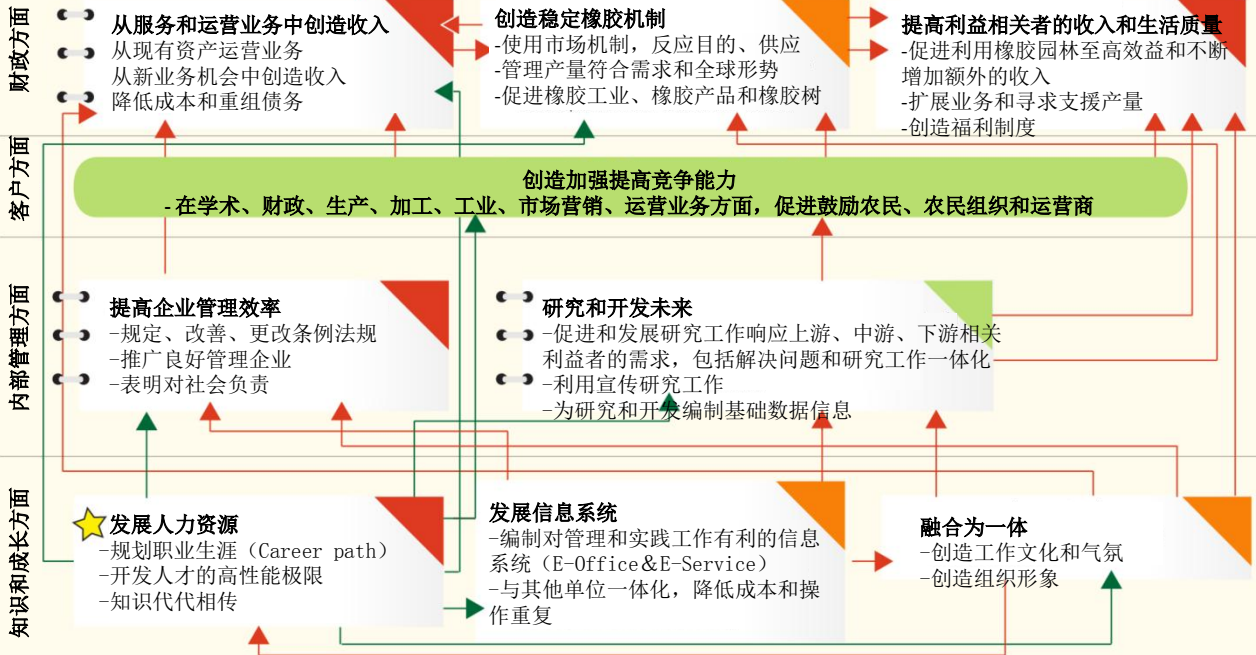 财政方面
从服务和运营业务中创造收入
从现有资产运营业务
从新业务机会中创造收入
降低成本和重组债务
创造稳定橡胶机制
-使用市场机制，反应目的、供应
-管理产量符合需求和全球形势
-促进橡胶工业、橡胶产品和橡胶树
提高利益相关者的收入和生活质量
-促进利用橡胶园林至高效益和不断
增加额外的收入
-扩展业务和寻求支援产量
-创造福利制度
客户方面
创造加强提高竞争能力
-在学术、财政、生产、加工、工业、市场营销、运营业务方面，促进鼓励农民、农民组织和运营商
内部管理方面
提高企业管理效率
-规定、改善、更改条例法规
-推广良好管理企业
-表明对社会负责
研究和开发未来
-促进和发展研究工作响应上游、中游、下游相关
利益者的需求，包括解决问题和研究工作一体化
-利用宣传研究工作
-为研究和开发编制基础数据信息
知识和成长方面
发展人力资源
-规划职业生涯（Career path）
-开发人才的高性能极限
-知识代代相传
发展信息系统
-编制对管理和实践工作有利的信息
系统（E-Office＆E-Service）
-与其他单位一体化，降低成本和操
作重复
融合为一体
-创造工作文化和气氛
-创造组织形象